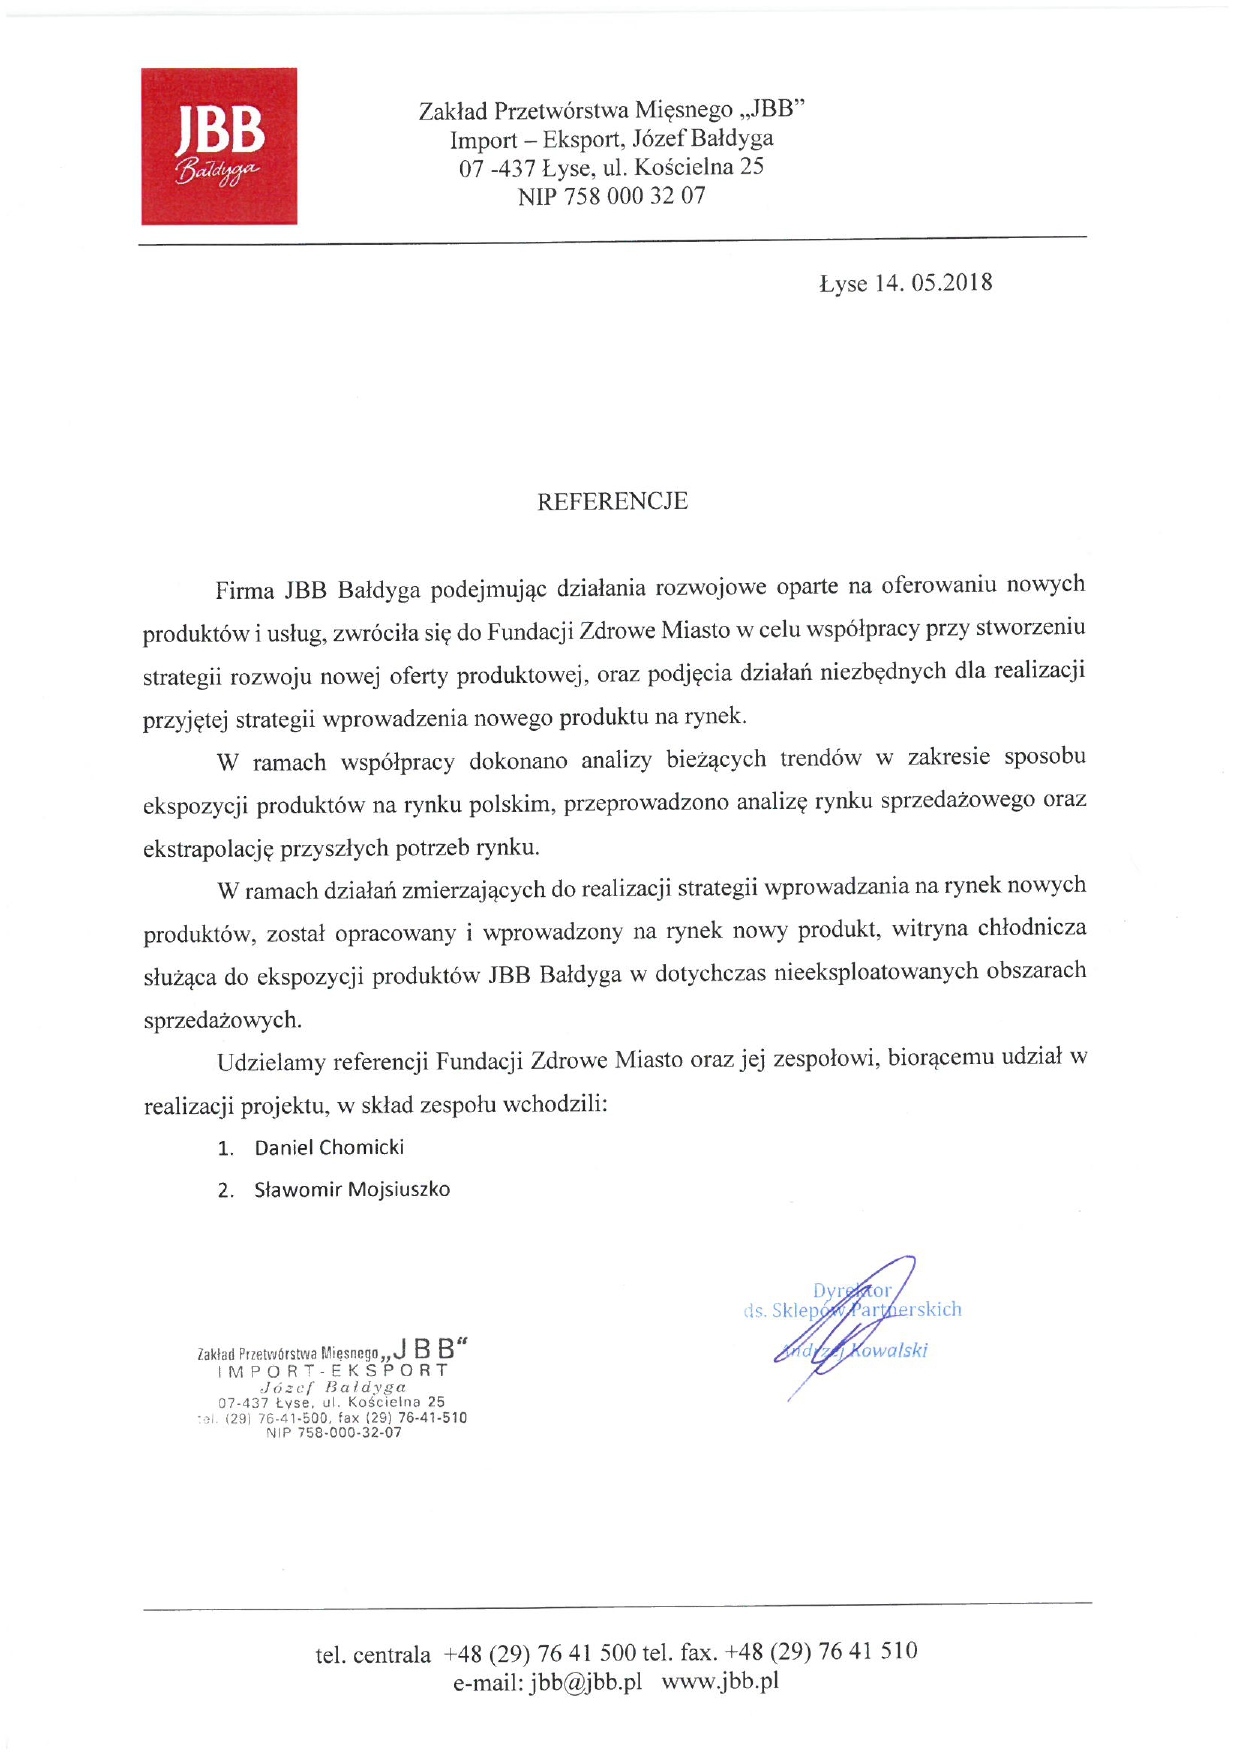 JBB
Bałdyga
Zakład Przetwórstwa Mięsnego „JBB”
Import – Eksport, Józef Bałdyga
07 -437 Łyse, ul. Kościelna 25
NIP 758 000 32 07
Łyse 14. 05.2018
REFERENCJE
Firma JBB Bałdyga podejmując działania rozwojowe oparte na oferowaniu nowych
produktów i usług, zwróciła się do Fundacji Zdrowe Miasto w celu współpracy przy stworzeniu
strategii rozwoju nowej oferty produktowej, oraz podjęcia działań niezbędnych dla realizacji
przyjętej strategii wprowadzenia nowego produktu na rynek.
W ramach współpracy dokonano analizy bieżących trendów w zakresie sposobu
ekspozycji produktów na rynku polskim, przeprowadzono analizę rynku sprzedażowego oraz
ekstrapolację przyszłych potrzeb rynku.
W ramach działań zmierzających do realizacji strategii wprowadzania na rynek nowych
produktów, został opracowany i wprowadzony na rynek nowy produkt, witryna chłodnicza
służąca do ekspozycji produktów JBB Bałdyga w dotychczas nieeksploatowanych obszarach
sprzedażowych.
Udzielamy referencji Fundacji Zdrowe Miasto oraz jej zespołowi, biorącemu udział w
realizacji projektu, w skład zespołu wchodzili:
1. Daniel Chomicki
2. Sławomir Mojsiuszko
Dyrektor
ds. Sklepów Partnerskich
Andrzej Kowalski
Zakład Przetwórstwa Mięsnego „JBB“
IMPORT-EKSPORT
Józef Bałdyga
07-437 Łyse, ul. Kościelna 25
tel. (29) 76-41-500, fax (29) 76-41-510
NIP 758-000-32-07
tel. centrala +48 (29) 76 41 500 tel. fax. +48 (29) 76 41 510
e-mail: jbb@jbb.pl www.jbb.pl